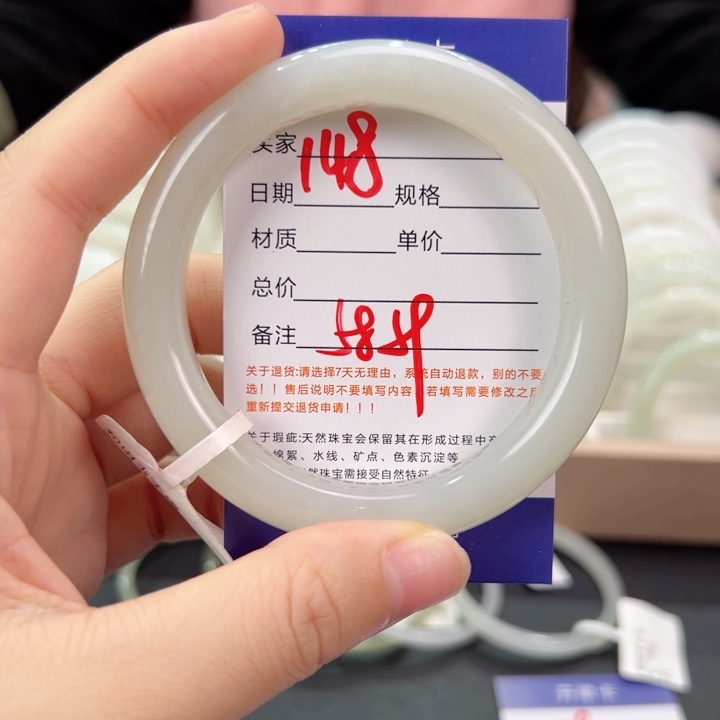 买家 148
日期 规格
材质 单价
总价
备注 58
关于退货:请选择7天无理由，系统自动退款，别的不要
选！！售后说明不要填写内容，若填写需要修改之后
重新提交退货申请！！！
关于瑕疵:天然珠宝会保留其在形成过程中产
棉絮、水线、矿点、色素沉淀等
然珠宝需接受自然特征